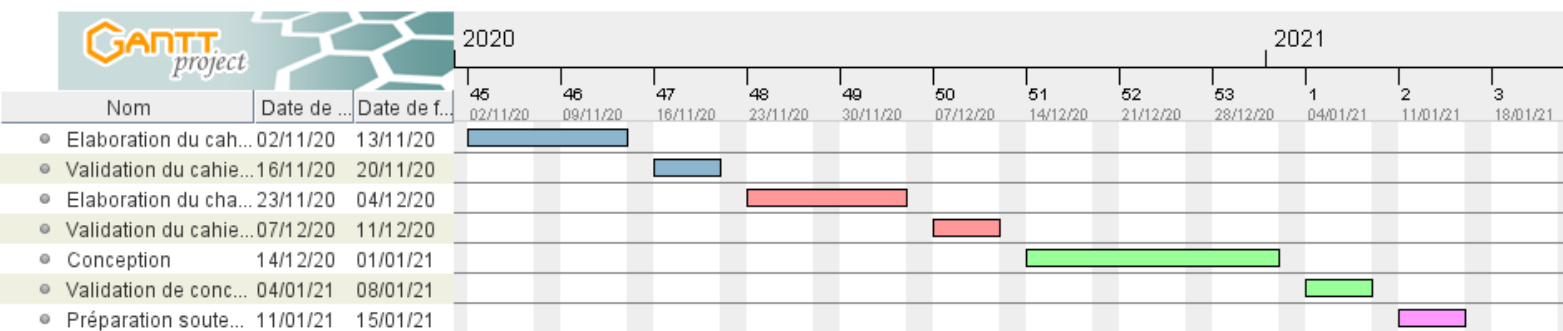 GANTT
project
2020 2021
Nom Date de ... Date de f...
45 46 47 48 49 50 51 52 53 1 2 3
02/11/20 09/11/20 16/11/20 23/11/20 30/11/20 07/12/20 14/12/20 21/12/20 28/12/20 04/01/21 11/01/21 18/01/21
Elaboration du cah... 02/11/20 13/11/20
Validation du cahie... 16/11/20 20/11/20
Elaboration du cha... 23/11/20 04/12/20
Validation du cahie... 07/12/20 11/12/20
Conception 14/12/20 01/01/21
Validation de conc... 04/01/21 08/01/21
Préparation soute... 11/01/21 15/01/21